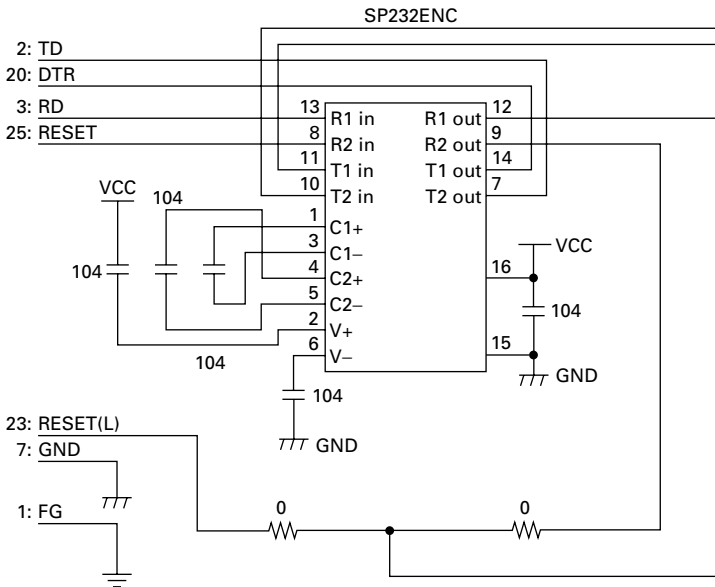 SP232ENC
2: TD
20: DTR
3: RD
25: RESET
13 R1 in R1 out 12
8 R2 in R2 out 9
11 T1 in T1 out 14
10 T2 in T2 out 7
VCC
104
104
1 C1+
3 C1−
4 C2+
5 C2−
2 V+
6 V−
104
16
VCC
104
15
GND
104
GND
23: RESET(L)
7: GND
1: FG
0
0